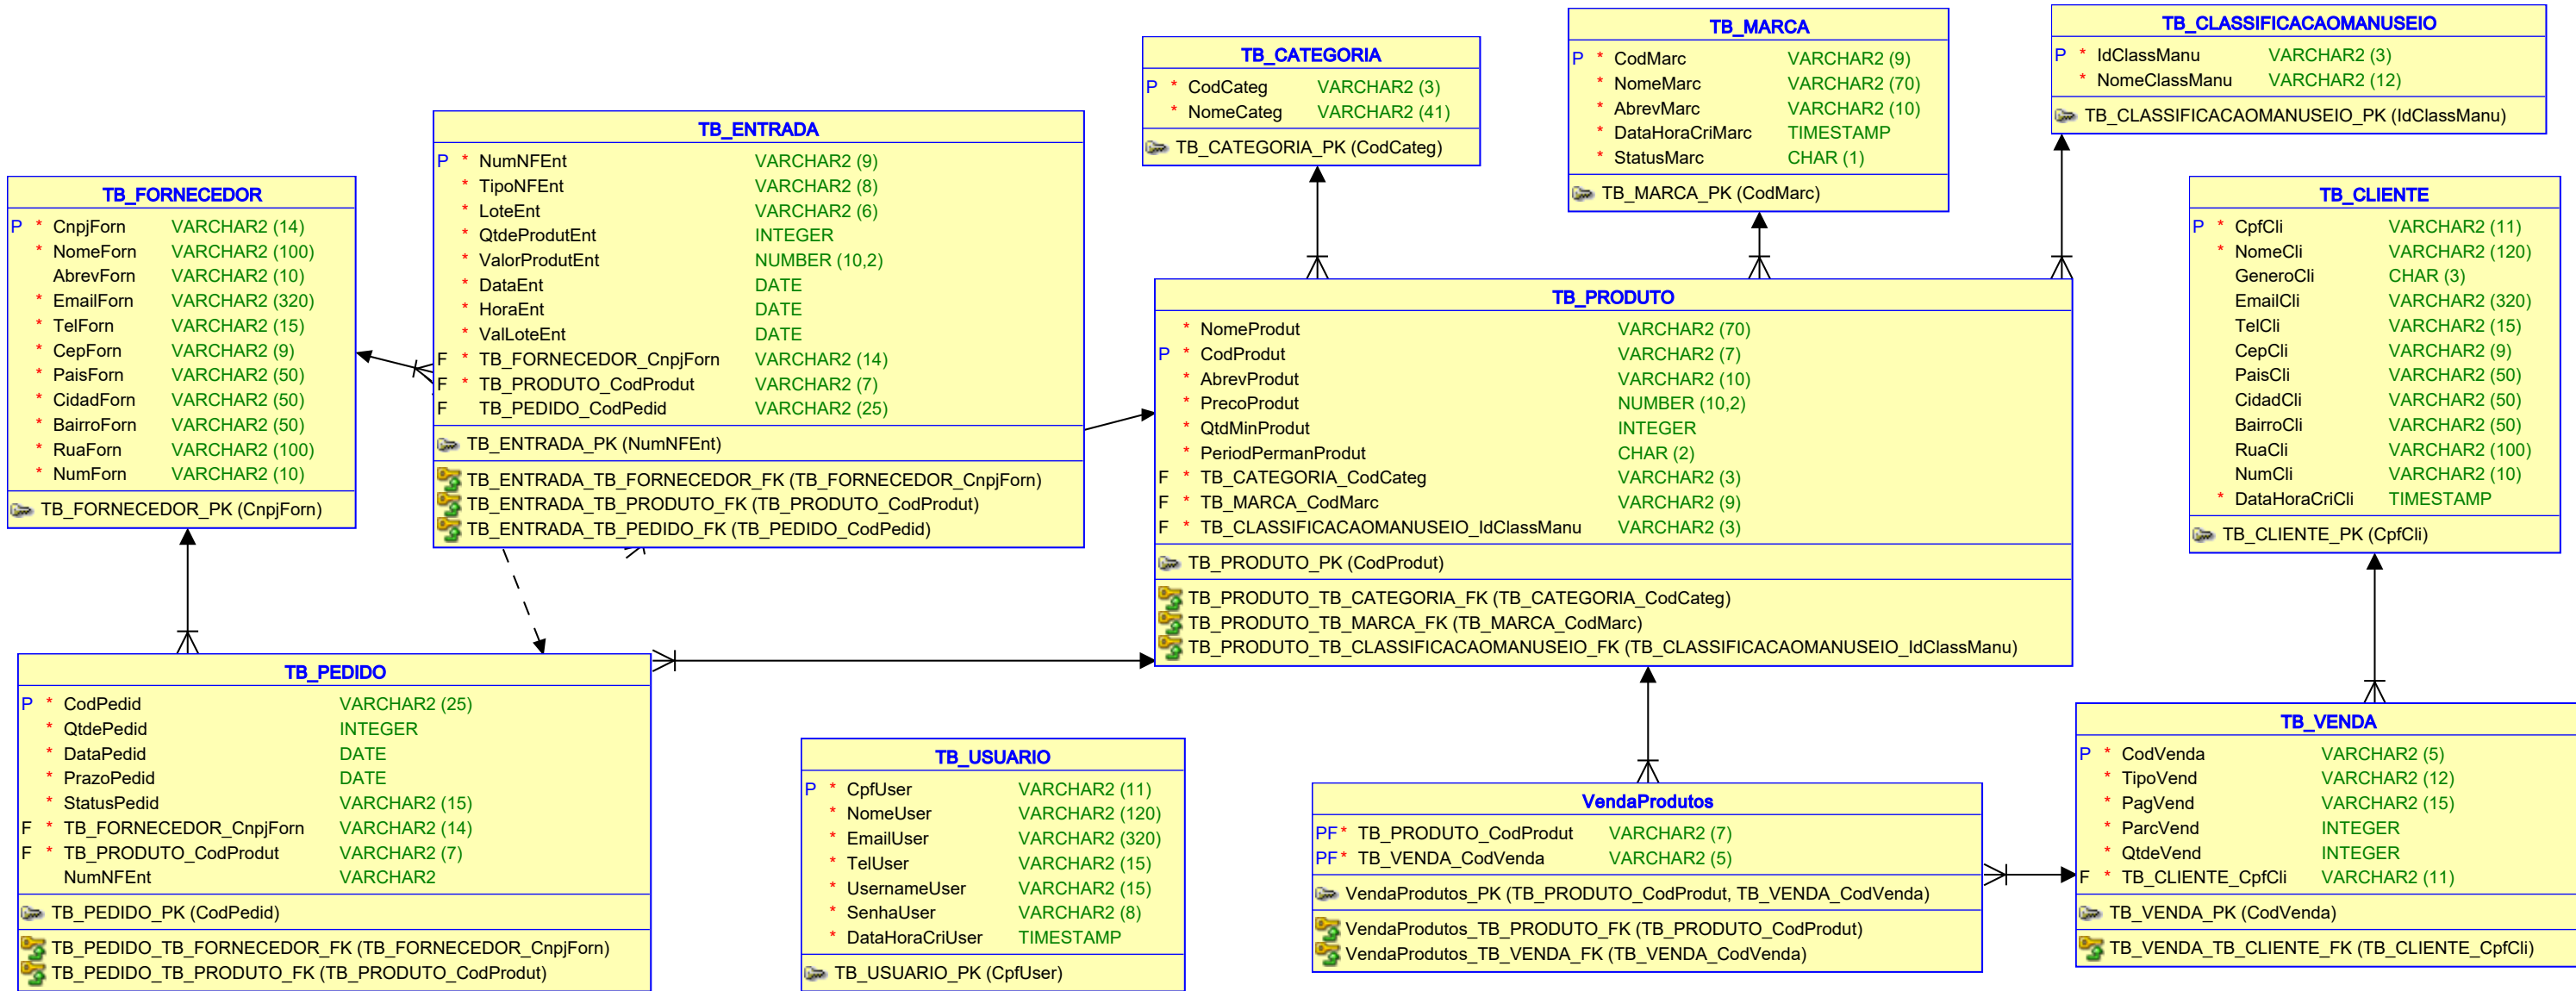 TB_FORNECEDOR
P * CnpjForn VARCHAR2 (14)
* NomeForn VARCHAR2 (100)
AbrevForn VARCHAR2 (10)
* EmailForn VARCHAR2 (320)
* TelForn VARCHAR2 (15)
* CepForn VARCHAR2 (9)
* PaisForn VARCHAR2 (50)
* CidadForn VARCHAR2 (50)
* BairroForn VARCHAR2 (50)
* RuaForn VARCHAR2 (100)
* NumForn VARCHAR2 (10)
TB_FORNECEDOR_PK (CnpjForn)
TB_ENTRADA
P * NumNFEnt VARCHAR2 (9)
* TipoNFEnt VARCHAR2 (8)
* LoteEnt VARCHAR2 (6)
* QtdeProdutEnt INTEGER
* ValorProdutEnt NUMBER (10,2)
* DataEnt DATE
* HoraEnt DATE
* ValLoteEnt DATE
F * TB_FORNECEDOR_CnpjForn VARCHAR2 (14)
F * TB_PRODUTO_CodProdut VARCHAR2 (7)
F TB_PEDIDO_CodPedid VARCHAR2 (25)
TB_ENTRADA_PK (NumNFEnt)
TB_ENTRADA_TB_FORNECEDOR_FK (TB_FORNECEDOR_CnpjForn)
TB_ENTRADA_TB_PRODUTO_FK (TB_PRODUTO_CodProdut)
TB_ENTRADA_TB_PEDIDO_FK (TB_PEDIDO_CodPedid)
TB_CATEGORIA
P * CodCateg VARCHAR2 (3)
* NomeCateg VARCHAR2 (41)
TB_CATEGORIA_PK (CodCateg)
TB_MARCA
P * CodMarc VARCHAR2 (9)
* NomeMarc VARCHAR2 (70)
* AbrevMarc VARCHAR2 (10)
* DataHoraCriMarc TIMESTAMP
* StatusMarc CHAR (1)
TB_MARCA_PK (CodMarc)
TB_CLASSIFICACAOMANUSEIO
P * IdClassManu VARCHAR2 (3)
* NomeClassManu VARCHAR2 (12)
TB_CLASSIFICACAOMANUSEIO_PK (IdClassManu)
TB_PRODUTO
* NomeProdut VARCHAR2 (70)
P * CodProdut VARCHAR2 (7)
* AbrevProdut VARCHAR2 (10)
* PrecoProdut NUMBER (10,2)
* QtdMinProdut INTEGER
* PeriodPermanProdut CHAR (2)
F * TB_CATEGORIA_CodCateg VARCHAR2 (3)
F * TB_MARCA_CodMarc VARCHAR2 (9)
F * TB_CLASSIFICACAOMANUSEIO_IdClassManu VARCHAR2 (3)
TB_PRODUTO_PK (CodProdut)
TB_PRODUTO_TB_CATEGORIA_FK (TB_CATEGORIA_CodCateg)
TB_PRODUTO_TB_MARCA_FK (TB_MARCA_CodMarc)
TB_PRODUTO_TB_CLASSIFICACAOMANUSEIO_FK (TB_CLASSIFICACAOMANUSEIO_IdClassManu)
TB_CLIENTE
P * CpfCli VARCHAR2 (11)
* NomeCli VARCHAR2 (120)
GeneroCli CHAR (3)
EmailCli VARCHAR2 (320)
TelCli VARCHAR2 (15)
CepCli VARCHAR2 (9)
PaisCli VARCHAR2 (50)
CidadCli VARCHAR2 (50)
BairroCli VARCHAR2 (50)
RuaCli VARCHAR2 (100)
NumCli VARCHAR2 (10)
* DataHoraCriCli TIMESTAMP
TB_CLIENTE_PK (CpfCli)
TB_PEDIDO
P * CodPedid VARCHAR2 (25)
* QtdePedid INTEGER
* DataPedid DATE
* PrazoPedid DATE
* StatusPedid VARCHAR2 (15)
F * TB_FORNECEDOR_CnpjForn VARCHAR2 (14)
F * TB_PRODUTO_CodProdut VARCHAR2 (7)
NumNFEnt VARCHAR2
TB_PEDIDO_PK (CodPedid)
TB_PEDIDO_TB_FORNECEDOR_FK (TB_FORNECEDOR_CnpjForn)
TB_PEDIDO_TB_PRODUTO_FK (TB_PRODUTO_CodProdut)
TB_USUARIO
P * CpfUser VARCHAR2 (11)
* NomeUser VARCHAR2 (120)
* EmailUser VARCHAR2 (320)
* TelUser VARCHAR2 (15)
* UsernameUser VARCHAR2 (15)
* SenhaUser VARCHAR2 (8)
* DataHoraCriUser TIMESTAMP
TB_USUARIO_PK (CpfUser)
VendaProdutos
PF * TB_PRODUTO_CodProdut VARCHAR2 (7)
PF * TB_VENDA_CodVenda VARCHAR2 (5)
VendaProdutos_PK (TB_PRODUTO_CodProdut, TB_VENDA_CodVenda)
VendaProdutos_TB_PRODUTO_FK (TB_PRODUTO_CodProdut)
VendaProdutos_TB_VENDA_FK (TB_VENDA_CodVenda)
TB_VENDA
P * CodVenda VARCHAR2 (5)
* TipoVend VARCHAR2 (12)
* PagVend VARCHAR2 (15)
* ParcVend INTEGER
* QtdeVend INTEGER
F * TB_CLIENTE_CpfCli VARCHAR2 (11)
TB_VENDA_PK (CodVenda)
TB_VENDA_TB_CLIENTE_FK (TB_CLIENTE_CpfCli)